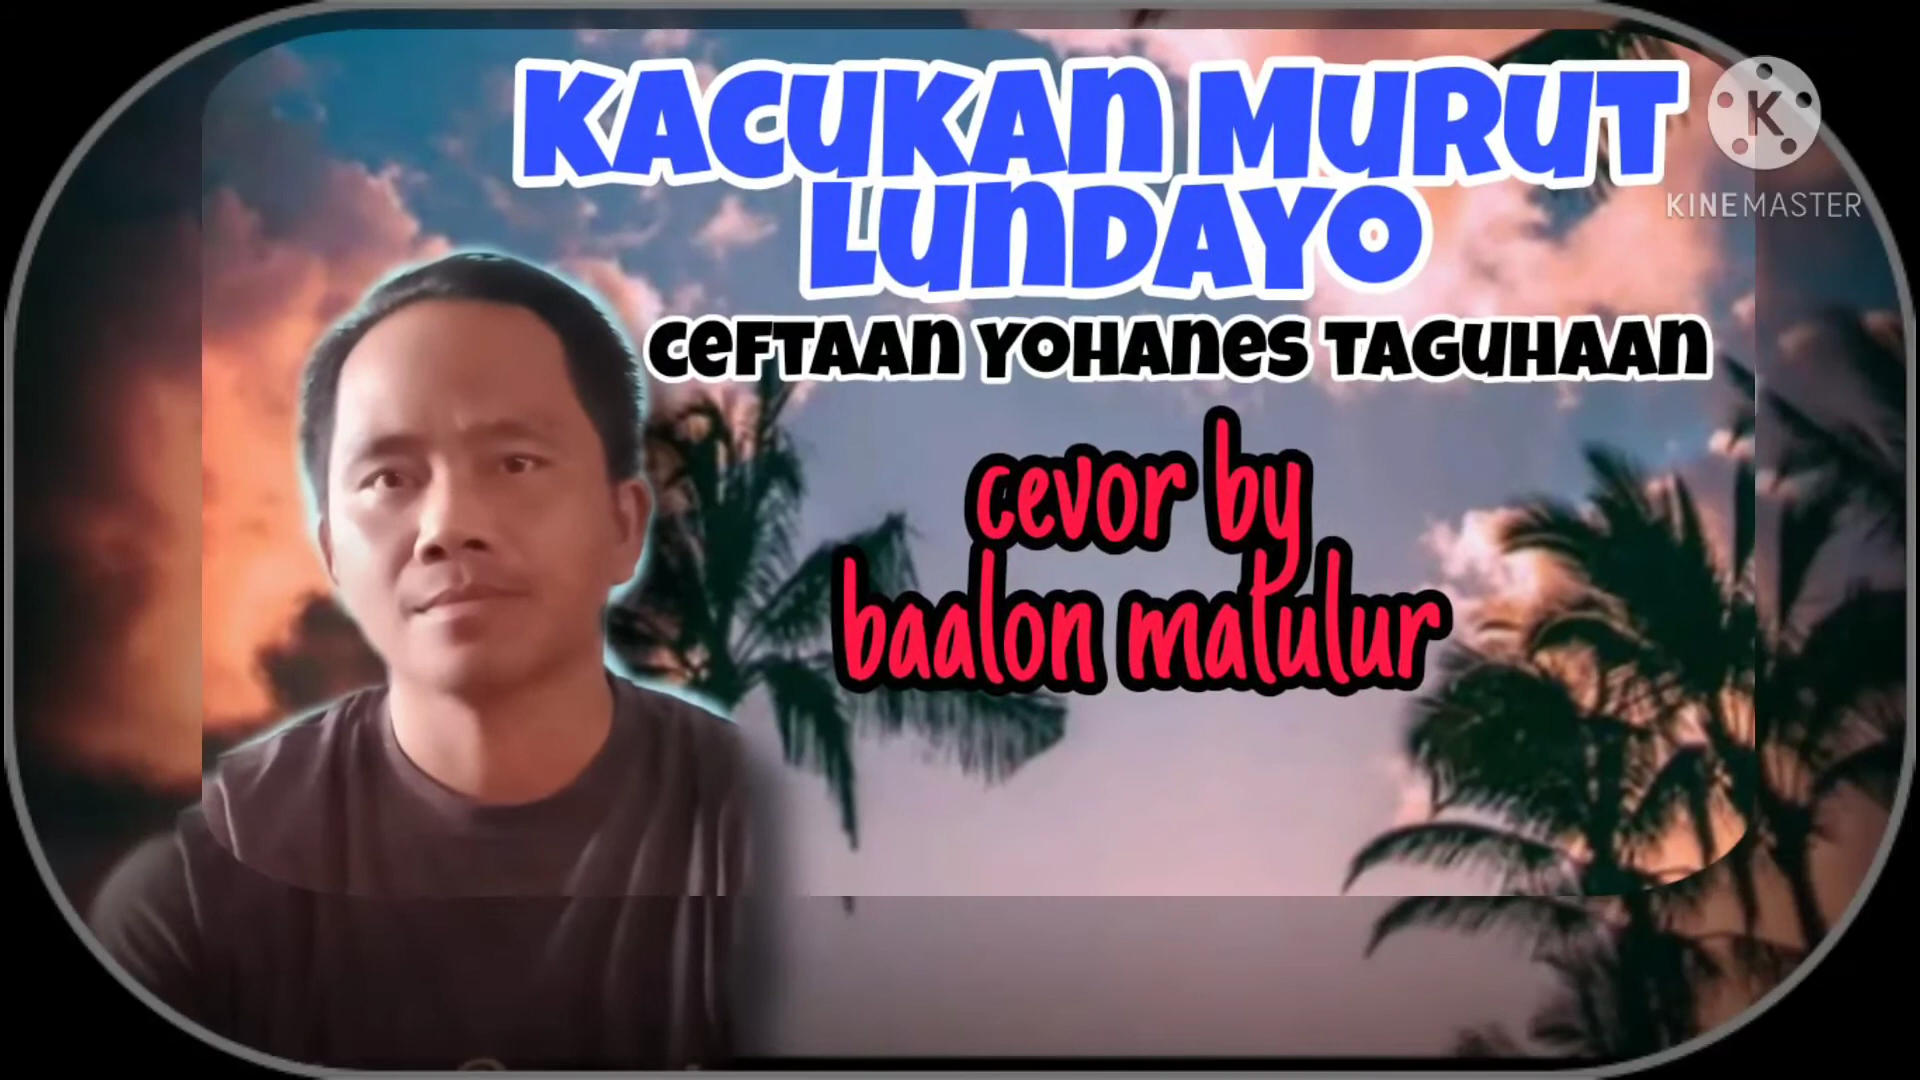 KACUKAN MURUT
LUNDAYO
CEFTAAN YOHANES TAGUHAAN
cevor by
baalon matulur
K
KINEMASTER